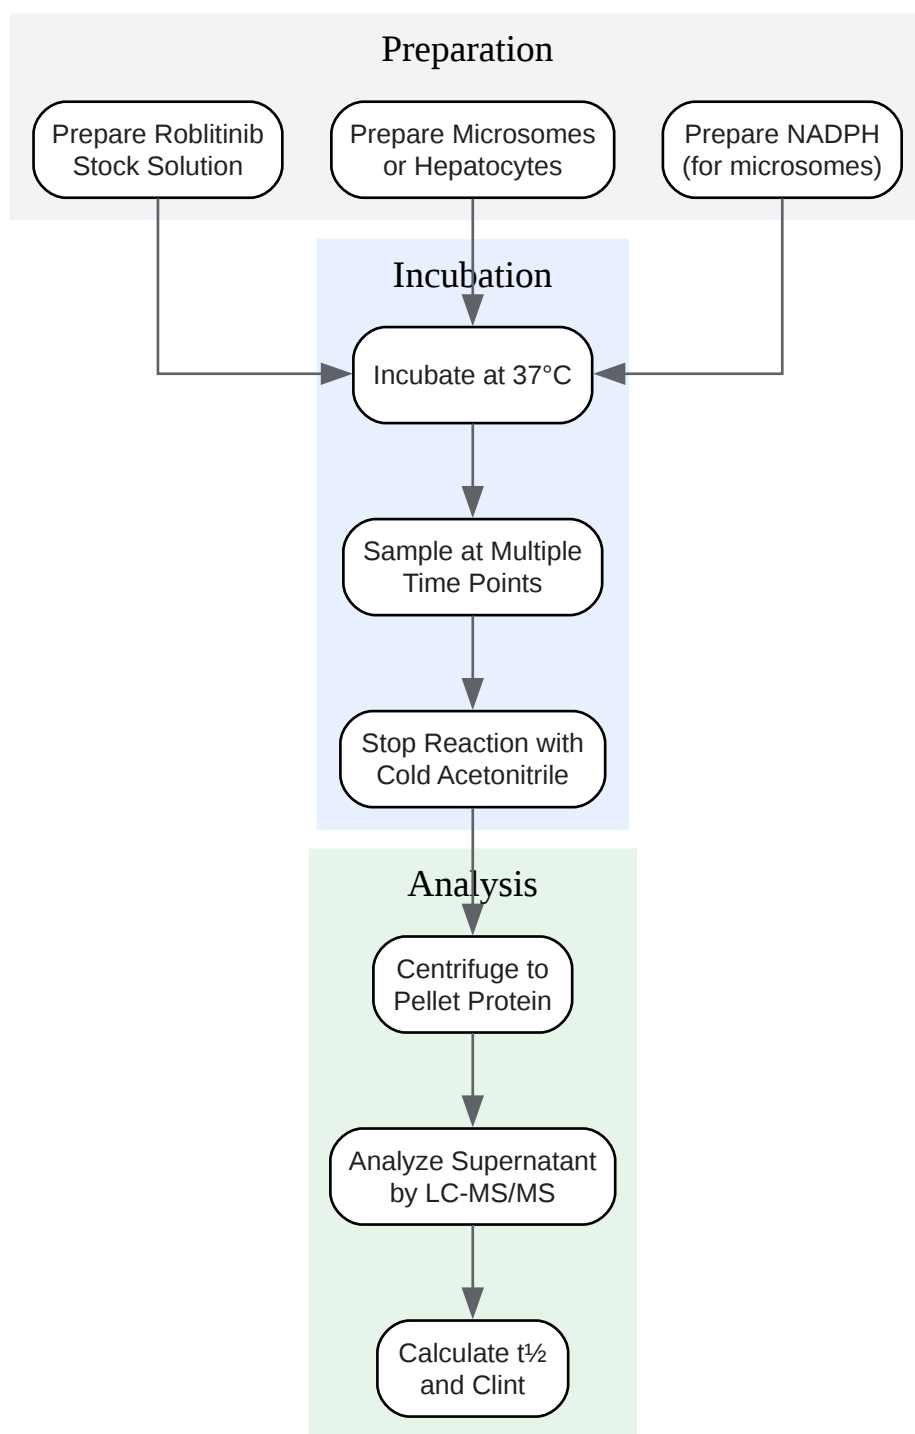 Preparation
Prepare Roblitinib
Stock Solution
Prepare Microsomes
or Hepatocytes
Prepare NADPH
(for microsomes)
Incubation
Incubate at 37°C
Sample at Multiple
Time Points
Stop Reaction with
Cold Acetonitrile
Analysis
Centrifuge to
Pellet Protein
Analyze Supernatant
by LC-MS/MS
Calculate t½
and Clint